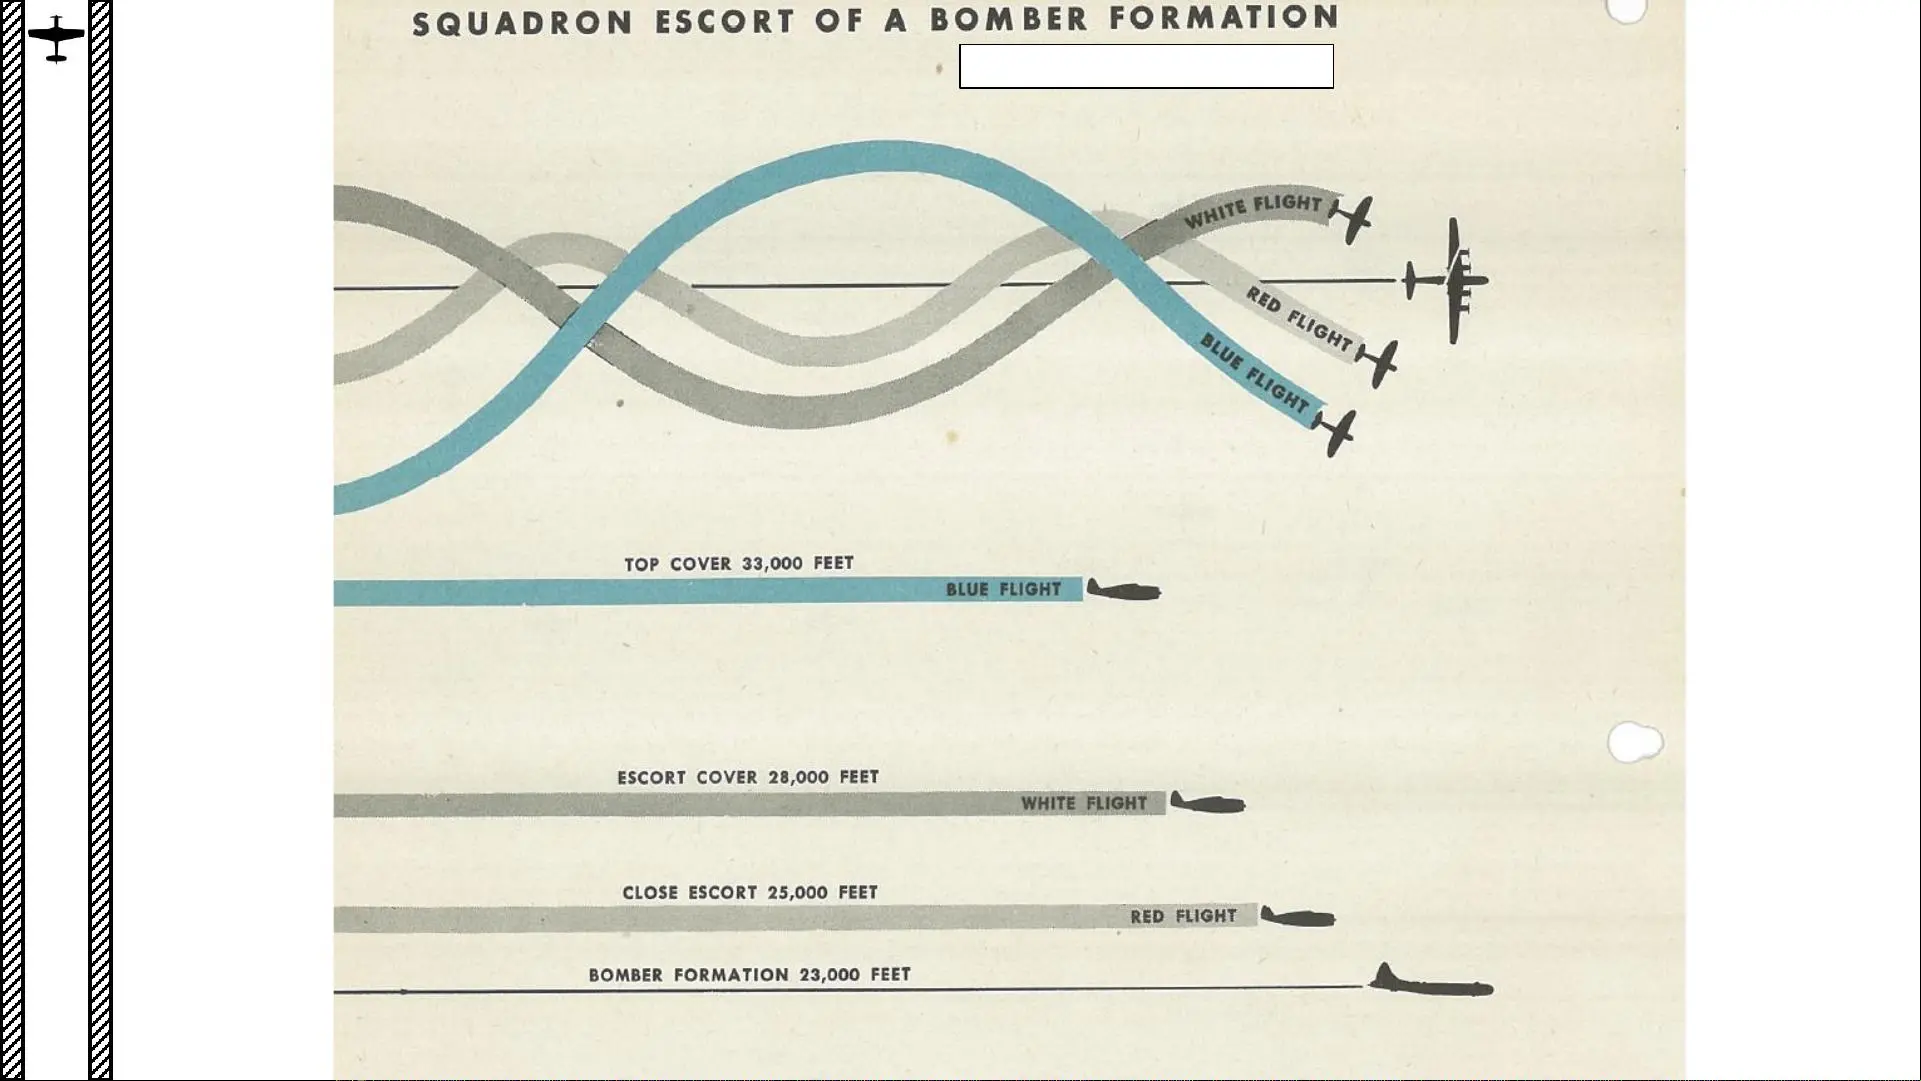 SQUADRON ESCORT OF A BOMBER FORMATION
WHITE FLIGHT
RED FLIGHT
BLUE FLIGHT
TOP COVER 33,000 FEET
BLUE FLIGHT
ESCORT COVER 28,000 FEET
WHITE FLIGHT
CLOSE ESCORT 25,000 FEET
RED FLIGHT
BOMBER FORMATION 23,000 FEET